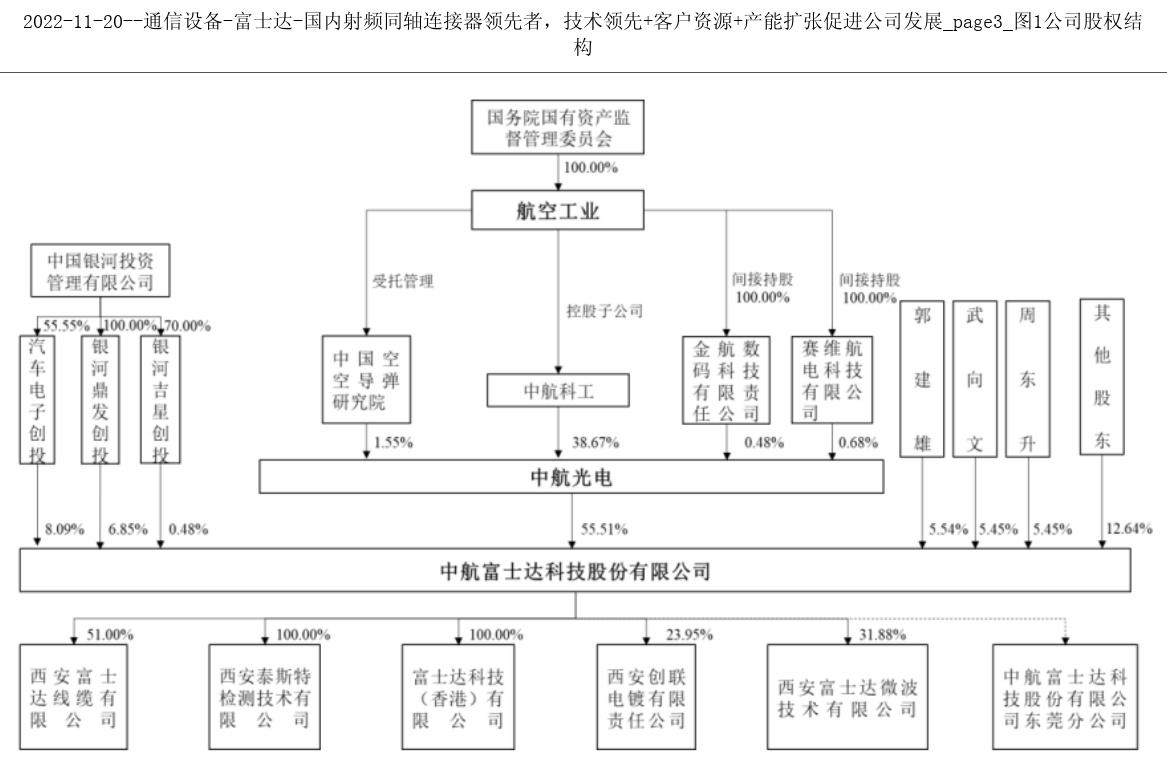 2022-11-20--通信设备-富士达-国内射频同轴连接器领先者，技术领先+客户资源+产能扩张促进公司发展_page3_图1公司股权结
构
国务院国有资产监
督管理委员会
100.00%
航空工业
中国银河投资
管理有限公司
受托管理
控股子公司
间接持股
100.00%
间接持股
100.00%
55.55%
100.00%
70.00%
汽车电子创投
银河鼎发创投
银河吉星创投
中国空
空导弹
研究院
中航科工
金航数
码科技
有限责
任公司
赛维航
电科技
有限公
司
郭建雄
武向文
周东升
其他股东
1.55%
38.67%
0.48%
0.68%
中航光电
8.09%
6.85%
0.48%
55.51%
5.54%
5.45%
5.45%
12.64%
中航富士达科技股份有限公司
51.00%
100.00%
100.00%
23.95%
31.88%
西安富士
达线缆有
限公司
西安泰斯特
检测技术有
限公司
富士达科技
（香港）有
限公司
西安创联
电镀有限
责任公司
西安富士达微波
技术有限公司
中航富士达科
技股份有限公
司东莞分公司